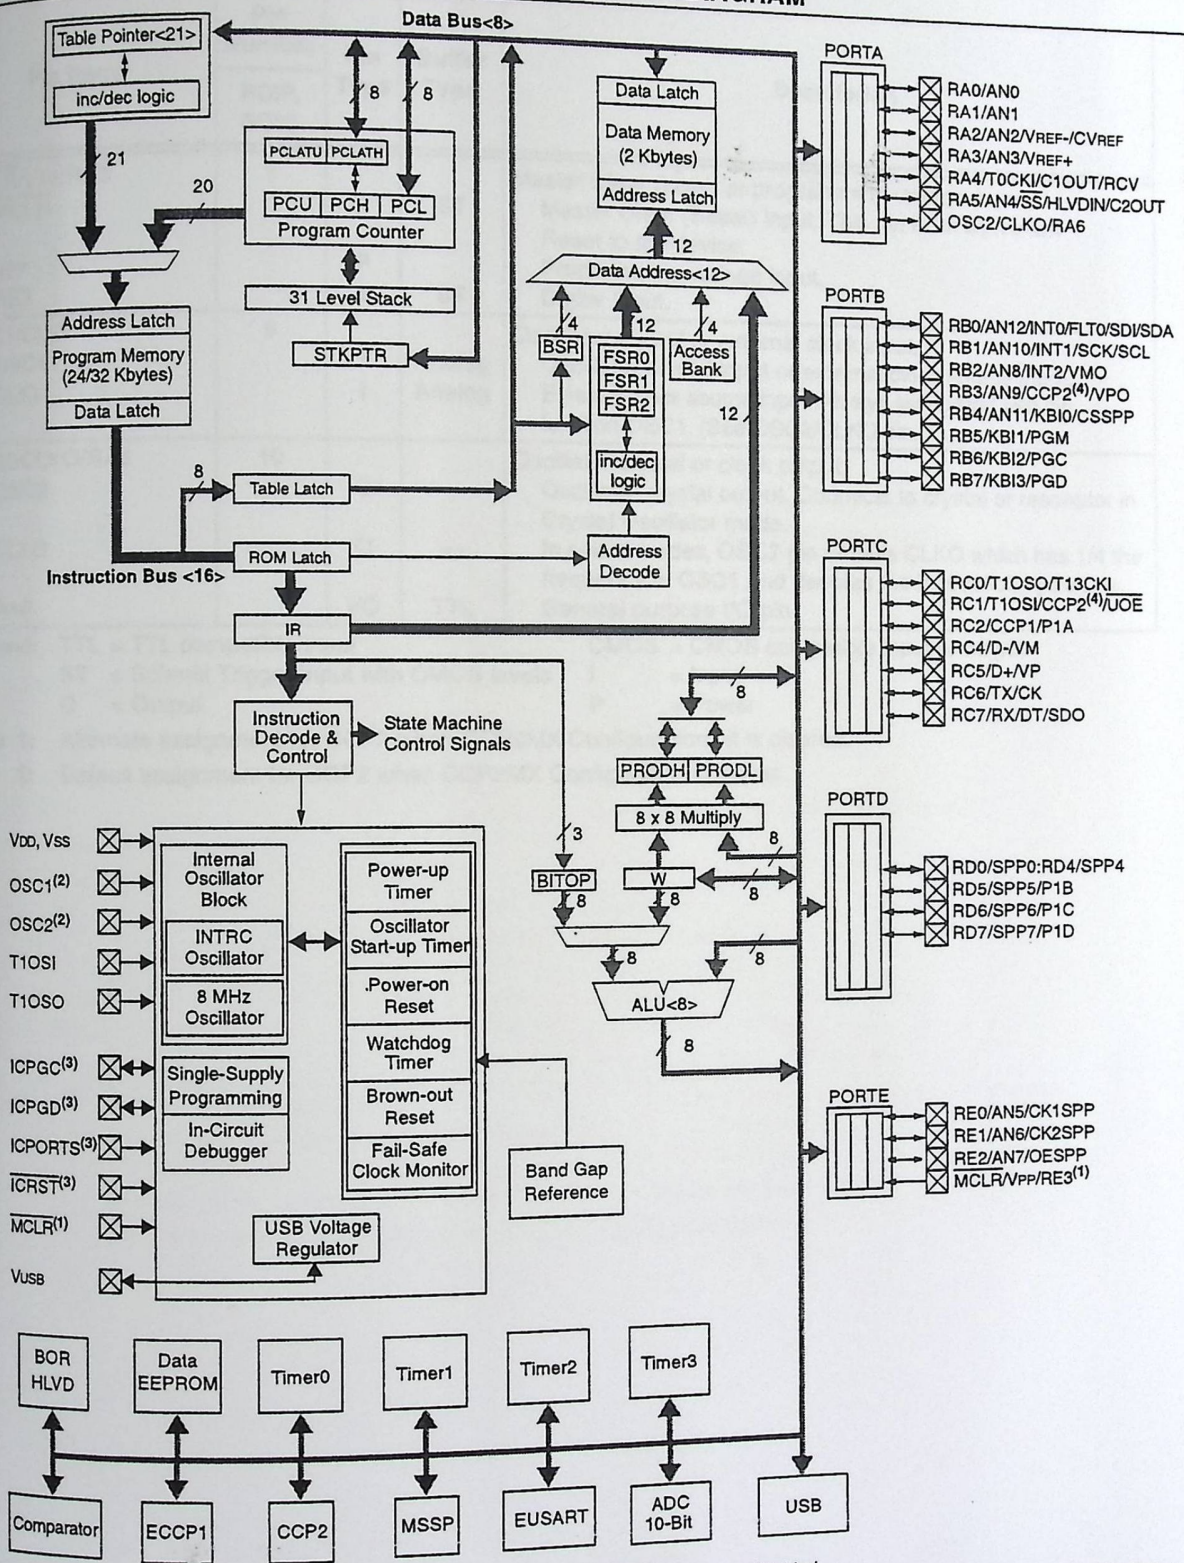 Data Bus<8>
Table Pointer<21>
inc/dec logic
21
20
8
8
PCLATU PCLATH
PCU PCH PCL
Program Counter
31 Level Stack
STKPTR
Address Latch
Program Memory
(24/32 Kbytes)
Data Latch
8
Table Latch
ROM Latch
Instruction Bus <16>
IR
Instruction
Decode &
Control
State Machine
Control Signals
Data Latch
Data Memory
(2 Kbytes)
Address Latch
12
Data Address<12>
4
12
4
BSR
FSR0
FSR1
FSR2
Access
Bank
12
inc/dec
logic
Address
Decode
8
PRODH PRODL
8 x 8 Multiply
3
8
BITOP
W
8
8
8
8
8
ALU<8>
8
PORTA
RA0/AN0
RA1/AN1
RA2/AN2/VREF-/CVREF
RA3/AN3/VREF+
RA4/T0CKI/C1OUT/RCV
RA5/AN4/SS/HLVDIN/C2OUT
OSC2/CLKO/RA6
PORTB
RB0/AN12/INT0/FLT0/SDI/SDA
RB1/AN10/INT1/SCK/SCL
RB2/AN8/INT2/VMO
RB3/AN9/CCP2(4)/VPO
RB4/AN11/KBI0/CSSPP
RB5/KBI1/PGM
RB6/KBI2/PGC
RB7/KBI3/PGD
PORTC
RC0/T1OSO/T13CKI
RC1/T1OSI/CCP2(4)/UOE
RC2/CCP1/P1A
RC4/D-/VM
RC5/D+/VP
RC6/TX/CK
RC7/RX/DT/SDO
PORTD
RD0/SPP0:RD4/SPP4
RD5/SPP5/P1B
RD6/SPP6/P1C
RD7/SPP7/P1D
PORTE
RE0/AN5/CK1SPP
RE1/AN6/CK2SPP
RE2/AN7/OESPP
MCLR/VPP/RE3(1)
VDD, VSS
OSC1(2)
OSC2(2)
T1OSI
T1OSO
ICPGC(3)
ICPGD(3)
ICPORTS(3)
ICRST(3)
MCLR(1)
VUSB
Internal
Oscillator
Block
INTRC
Oscillator
8 MHz
Oscillator
Single-Supply
Programming
In-Circuit
Debugger
Power-up
Timer
Oscillator
Start-up Timer
Power-on
Reset
Watchdog
Timer
Brown-out
Reset
Fail-Safe
Clock Monitor
Band Gap
Reference
USB Voltage
Regulator
BOR
HLVD
Data
EEPROM
Timer0
Timer1
Timer2
Timer3
Comparator
ECCP1
CCP2
MSSP
EUSART
ADC
10-Bit
USB